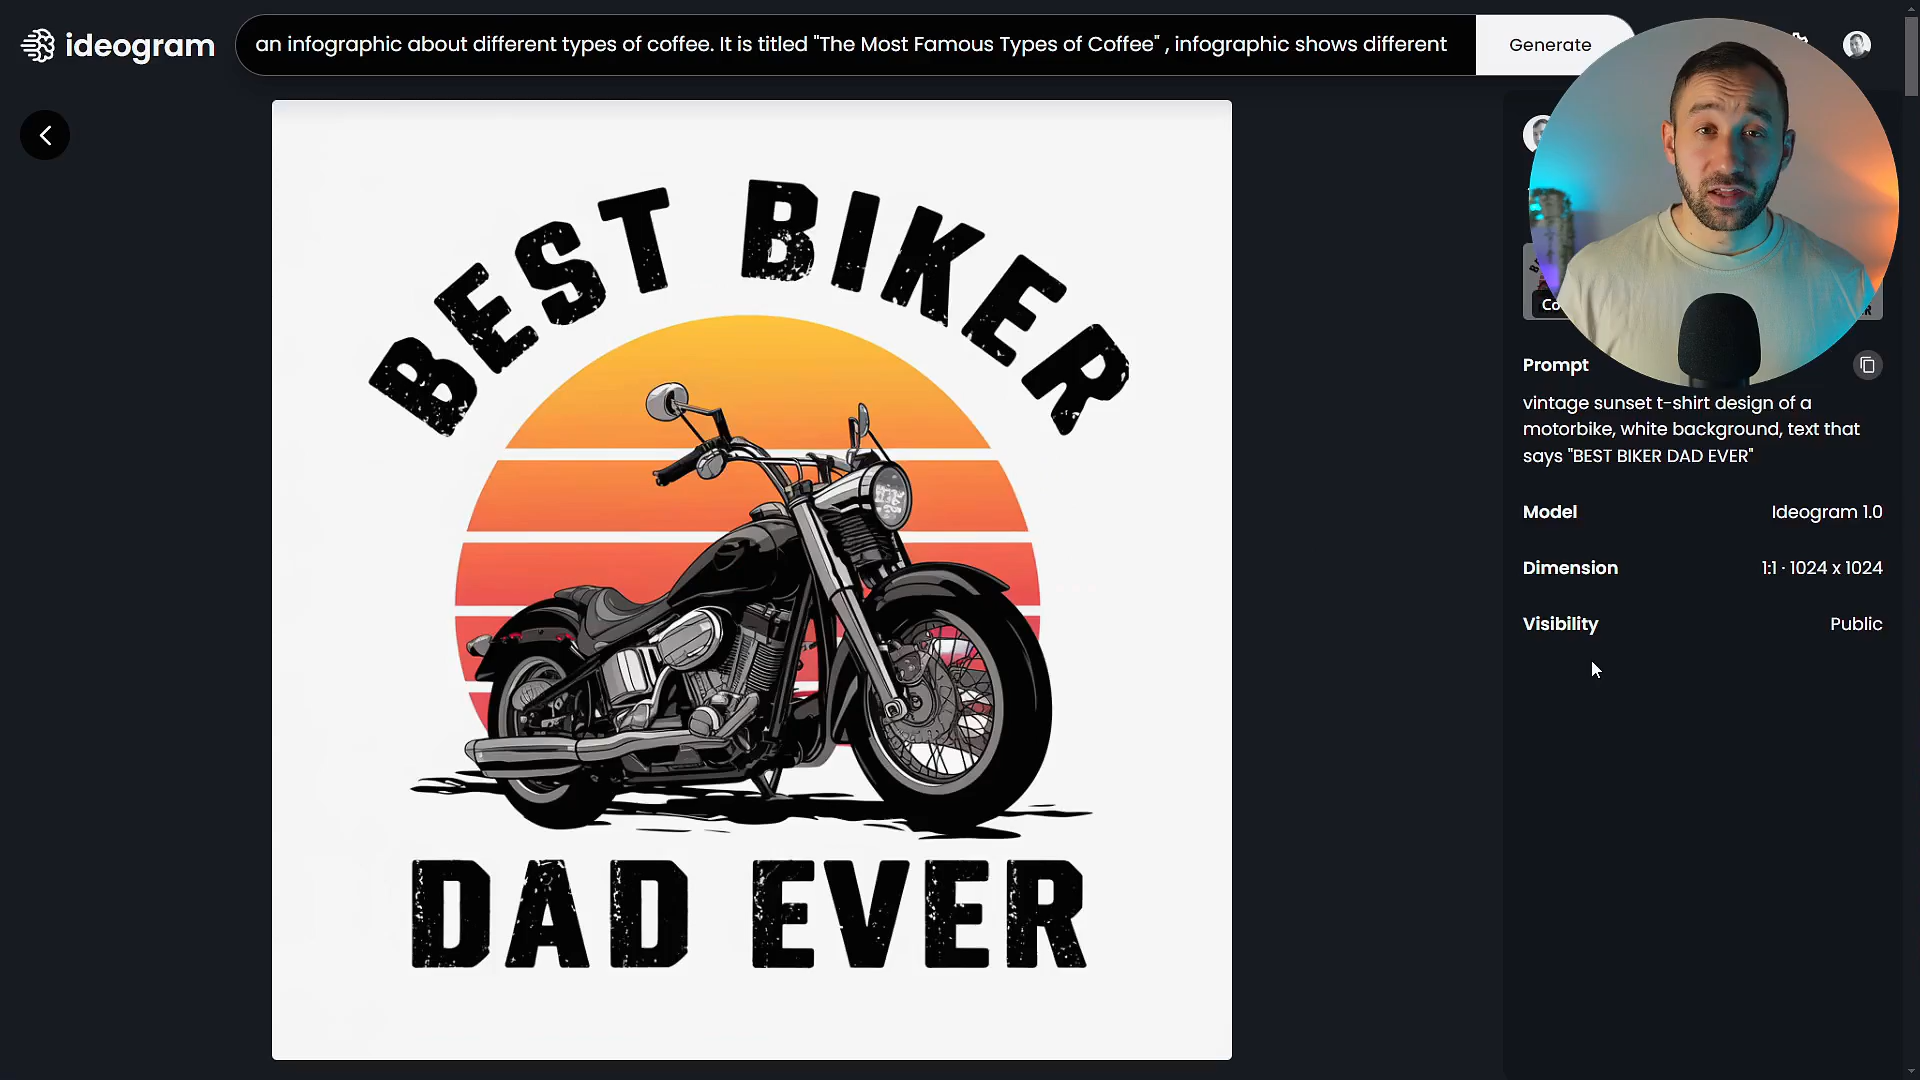 ideogram
an infographic about different types of coffee. It is titled "The Most Famous Types of Coffee" , infographic shows different
Generate
BEST BIKER
DAD EVER
Co
Prompt
vintage sunset t-shirt design of a
motorbike, white background, text that
says "BEST BIKER DAD EVER"
Model Ideogram 1.0
Dimension 1:1 · 1024 x 1024
Visibility Public